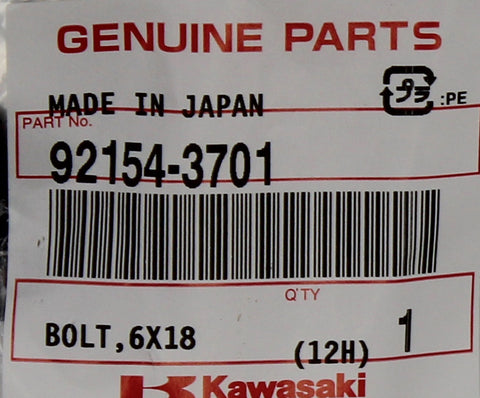 GENUINE PARTS
MADE IN JAPAN
プラ :PE
PART No.
92154-3701
Q'TY
BOLT,6X18 (12H) 1
Kawasaki